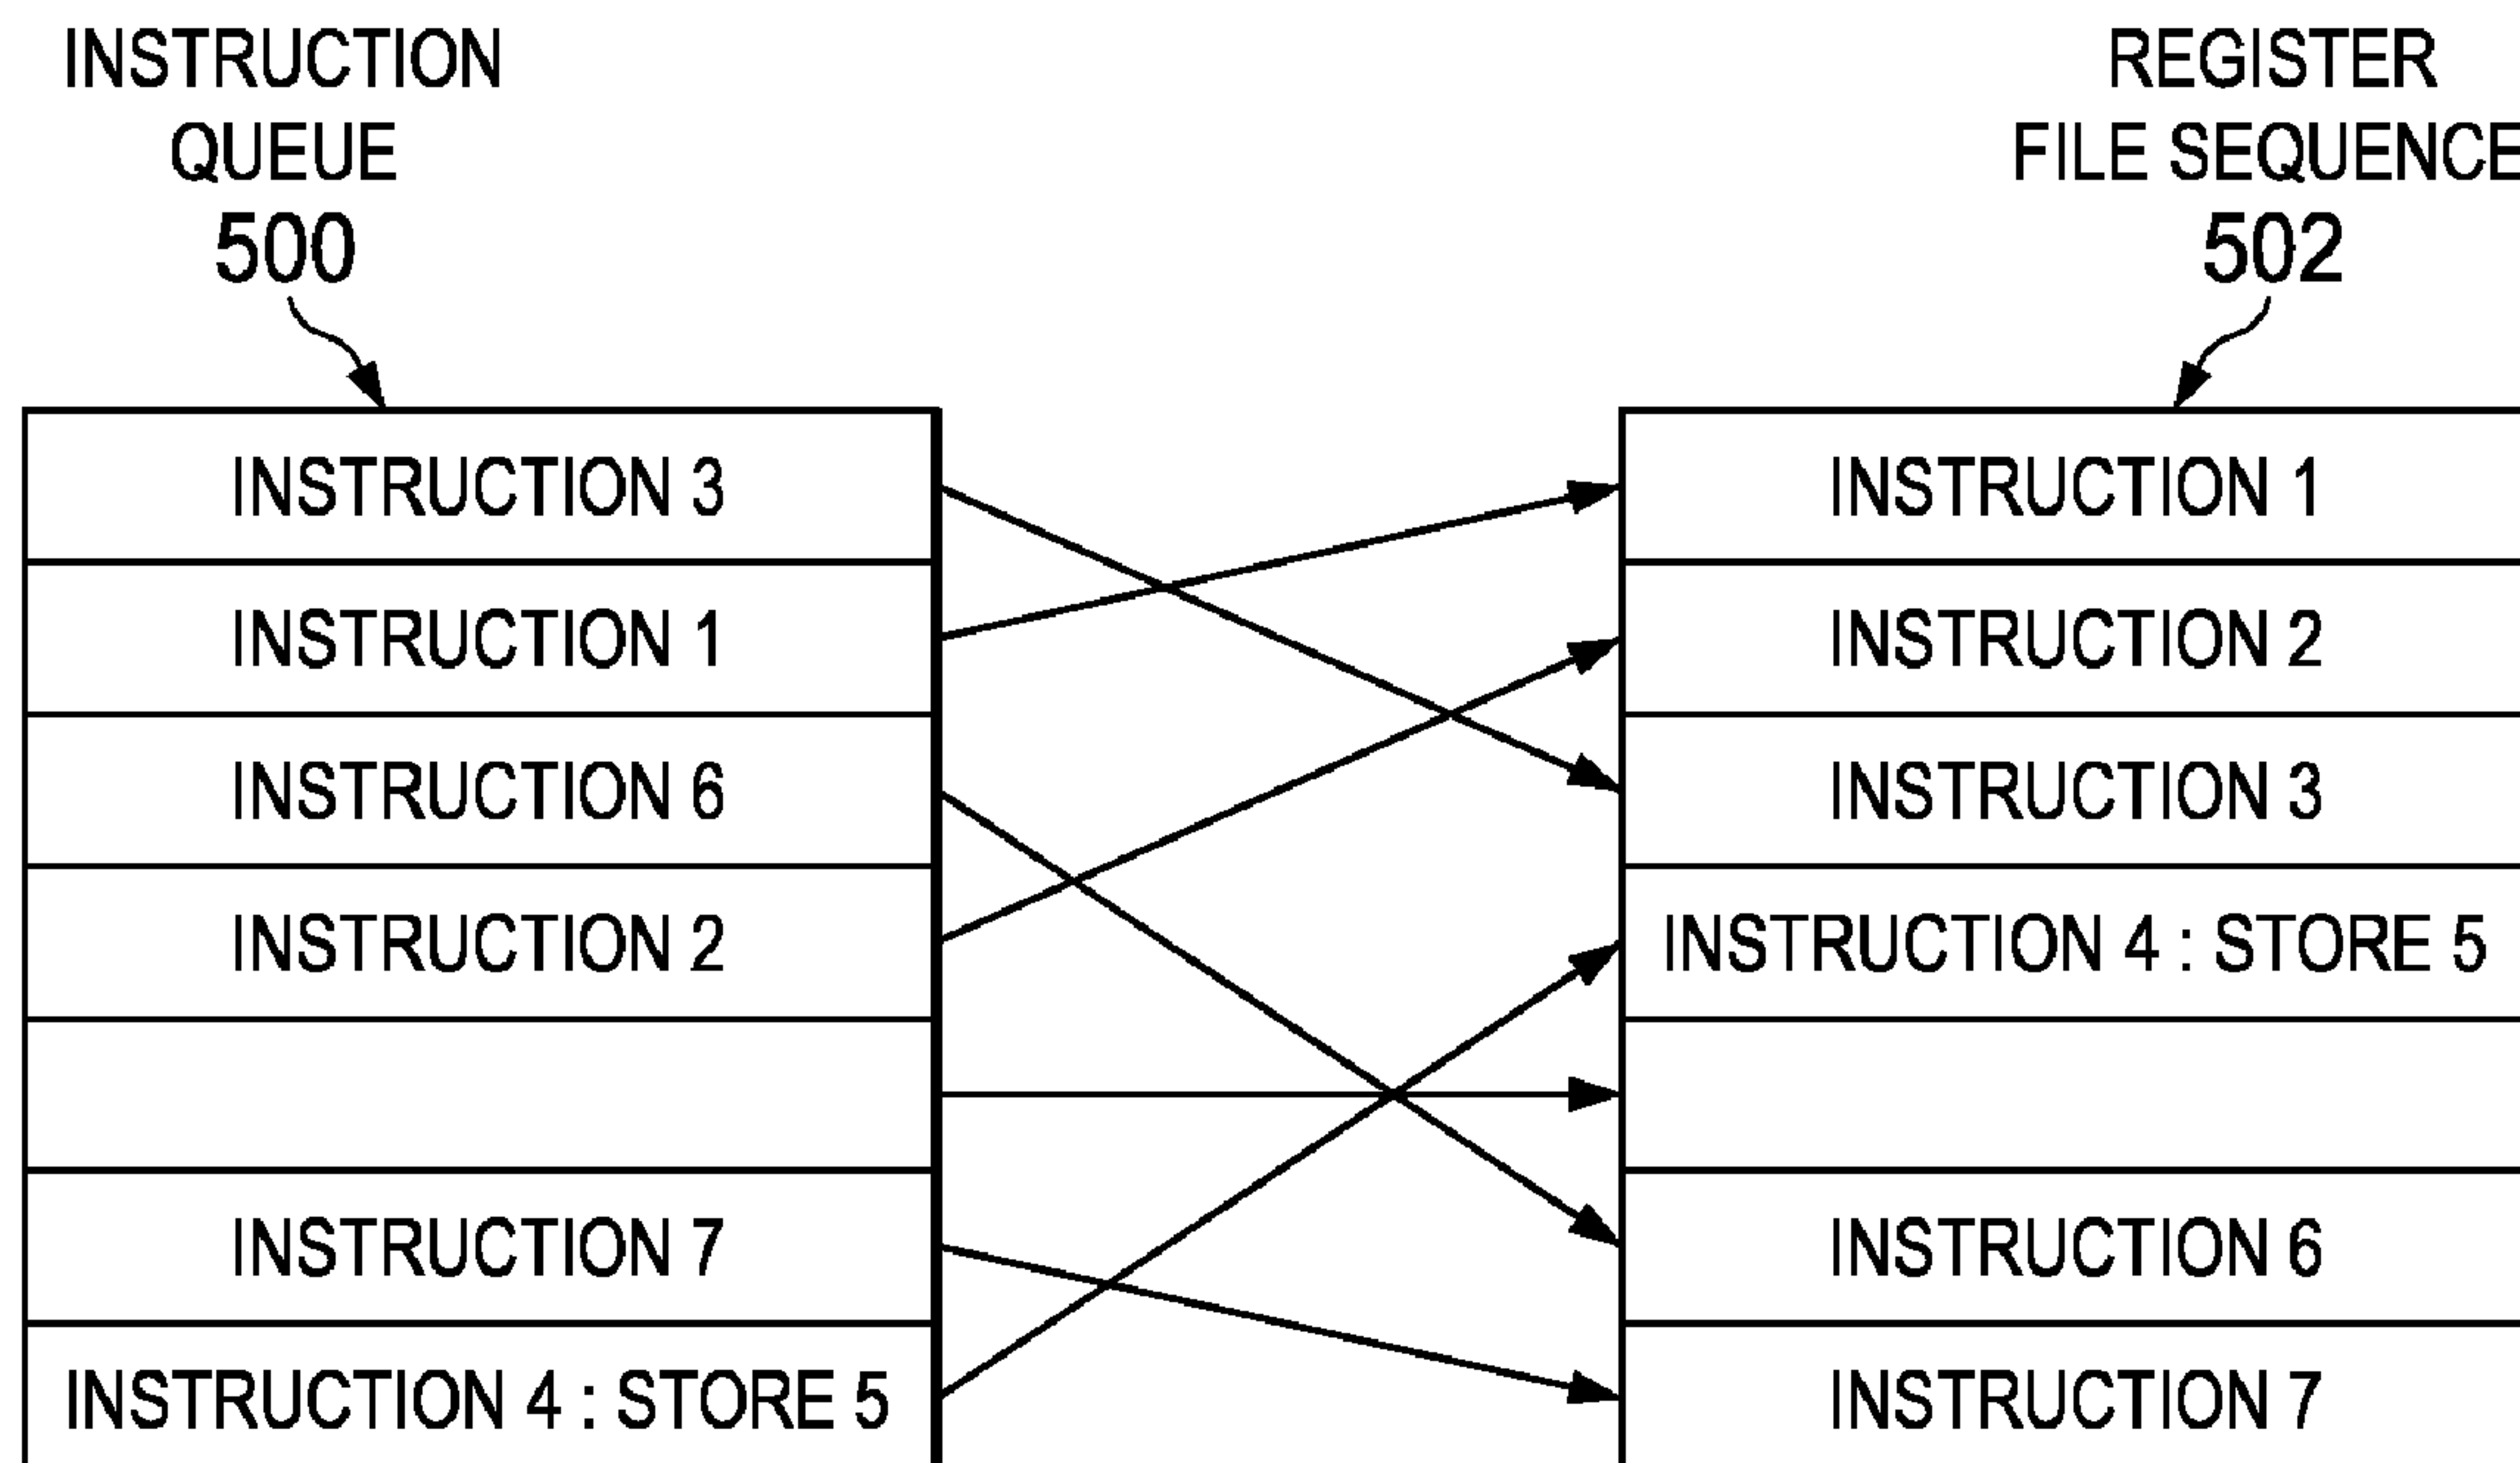 INSTRUCTION
QUEUE
500
REGISTER
FILE SEQUENCE
502
INSTRUCTION 3
INSTRUCTION 1
INSTRUCTION 6
INSTRUCTION 2
INSTRUCTION 7
INSTRUCTION 4 : STORE 5
INSTRUCTION 1
INSTRUCTION 2
INSTRUCTION 3
INSTRUCTION 4 : STORE 5
INSTRUCTION 6
INSTRUCTION 7